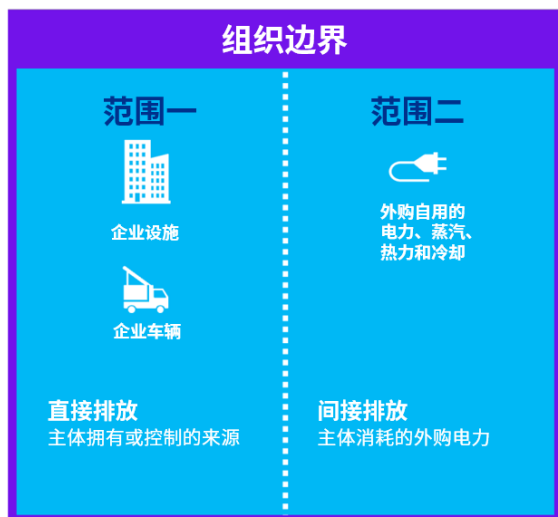 组织边界
范围一
企业设施
企业车辆
直接排放
主体拥有或控制的来源
范围二
外购自用的
电力、蒸汽、
热力和冷却
间接排放
主体消耗的外购电力